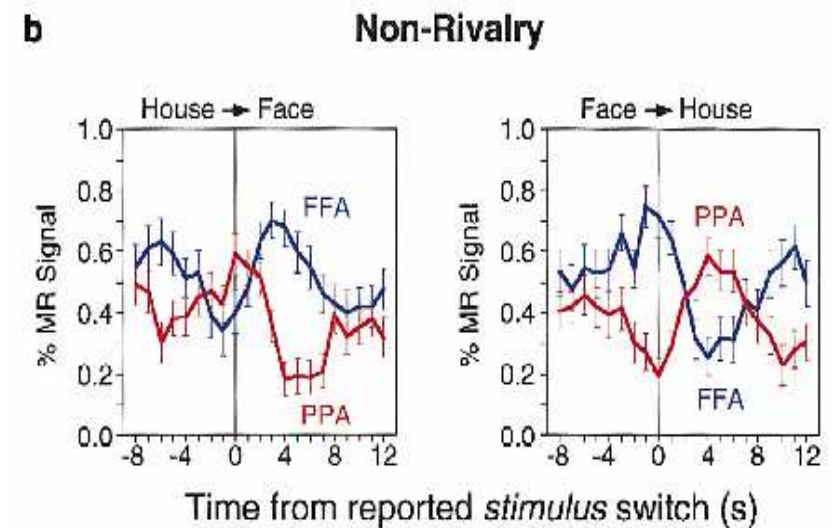 b
Non-Rivalry
House → Face
Face → House
1.0
0.8
0.6
0.4
0.2
0.0
% MR Signal
FFA
PPA
-8 -4 0 4 8 12
1.0
0.8
0.6
0.4
0.2
0.0
% MR Signal
PPA
FFA
-8 -4 0 4 8 12
Time from reported stimulus switch (s)